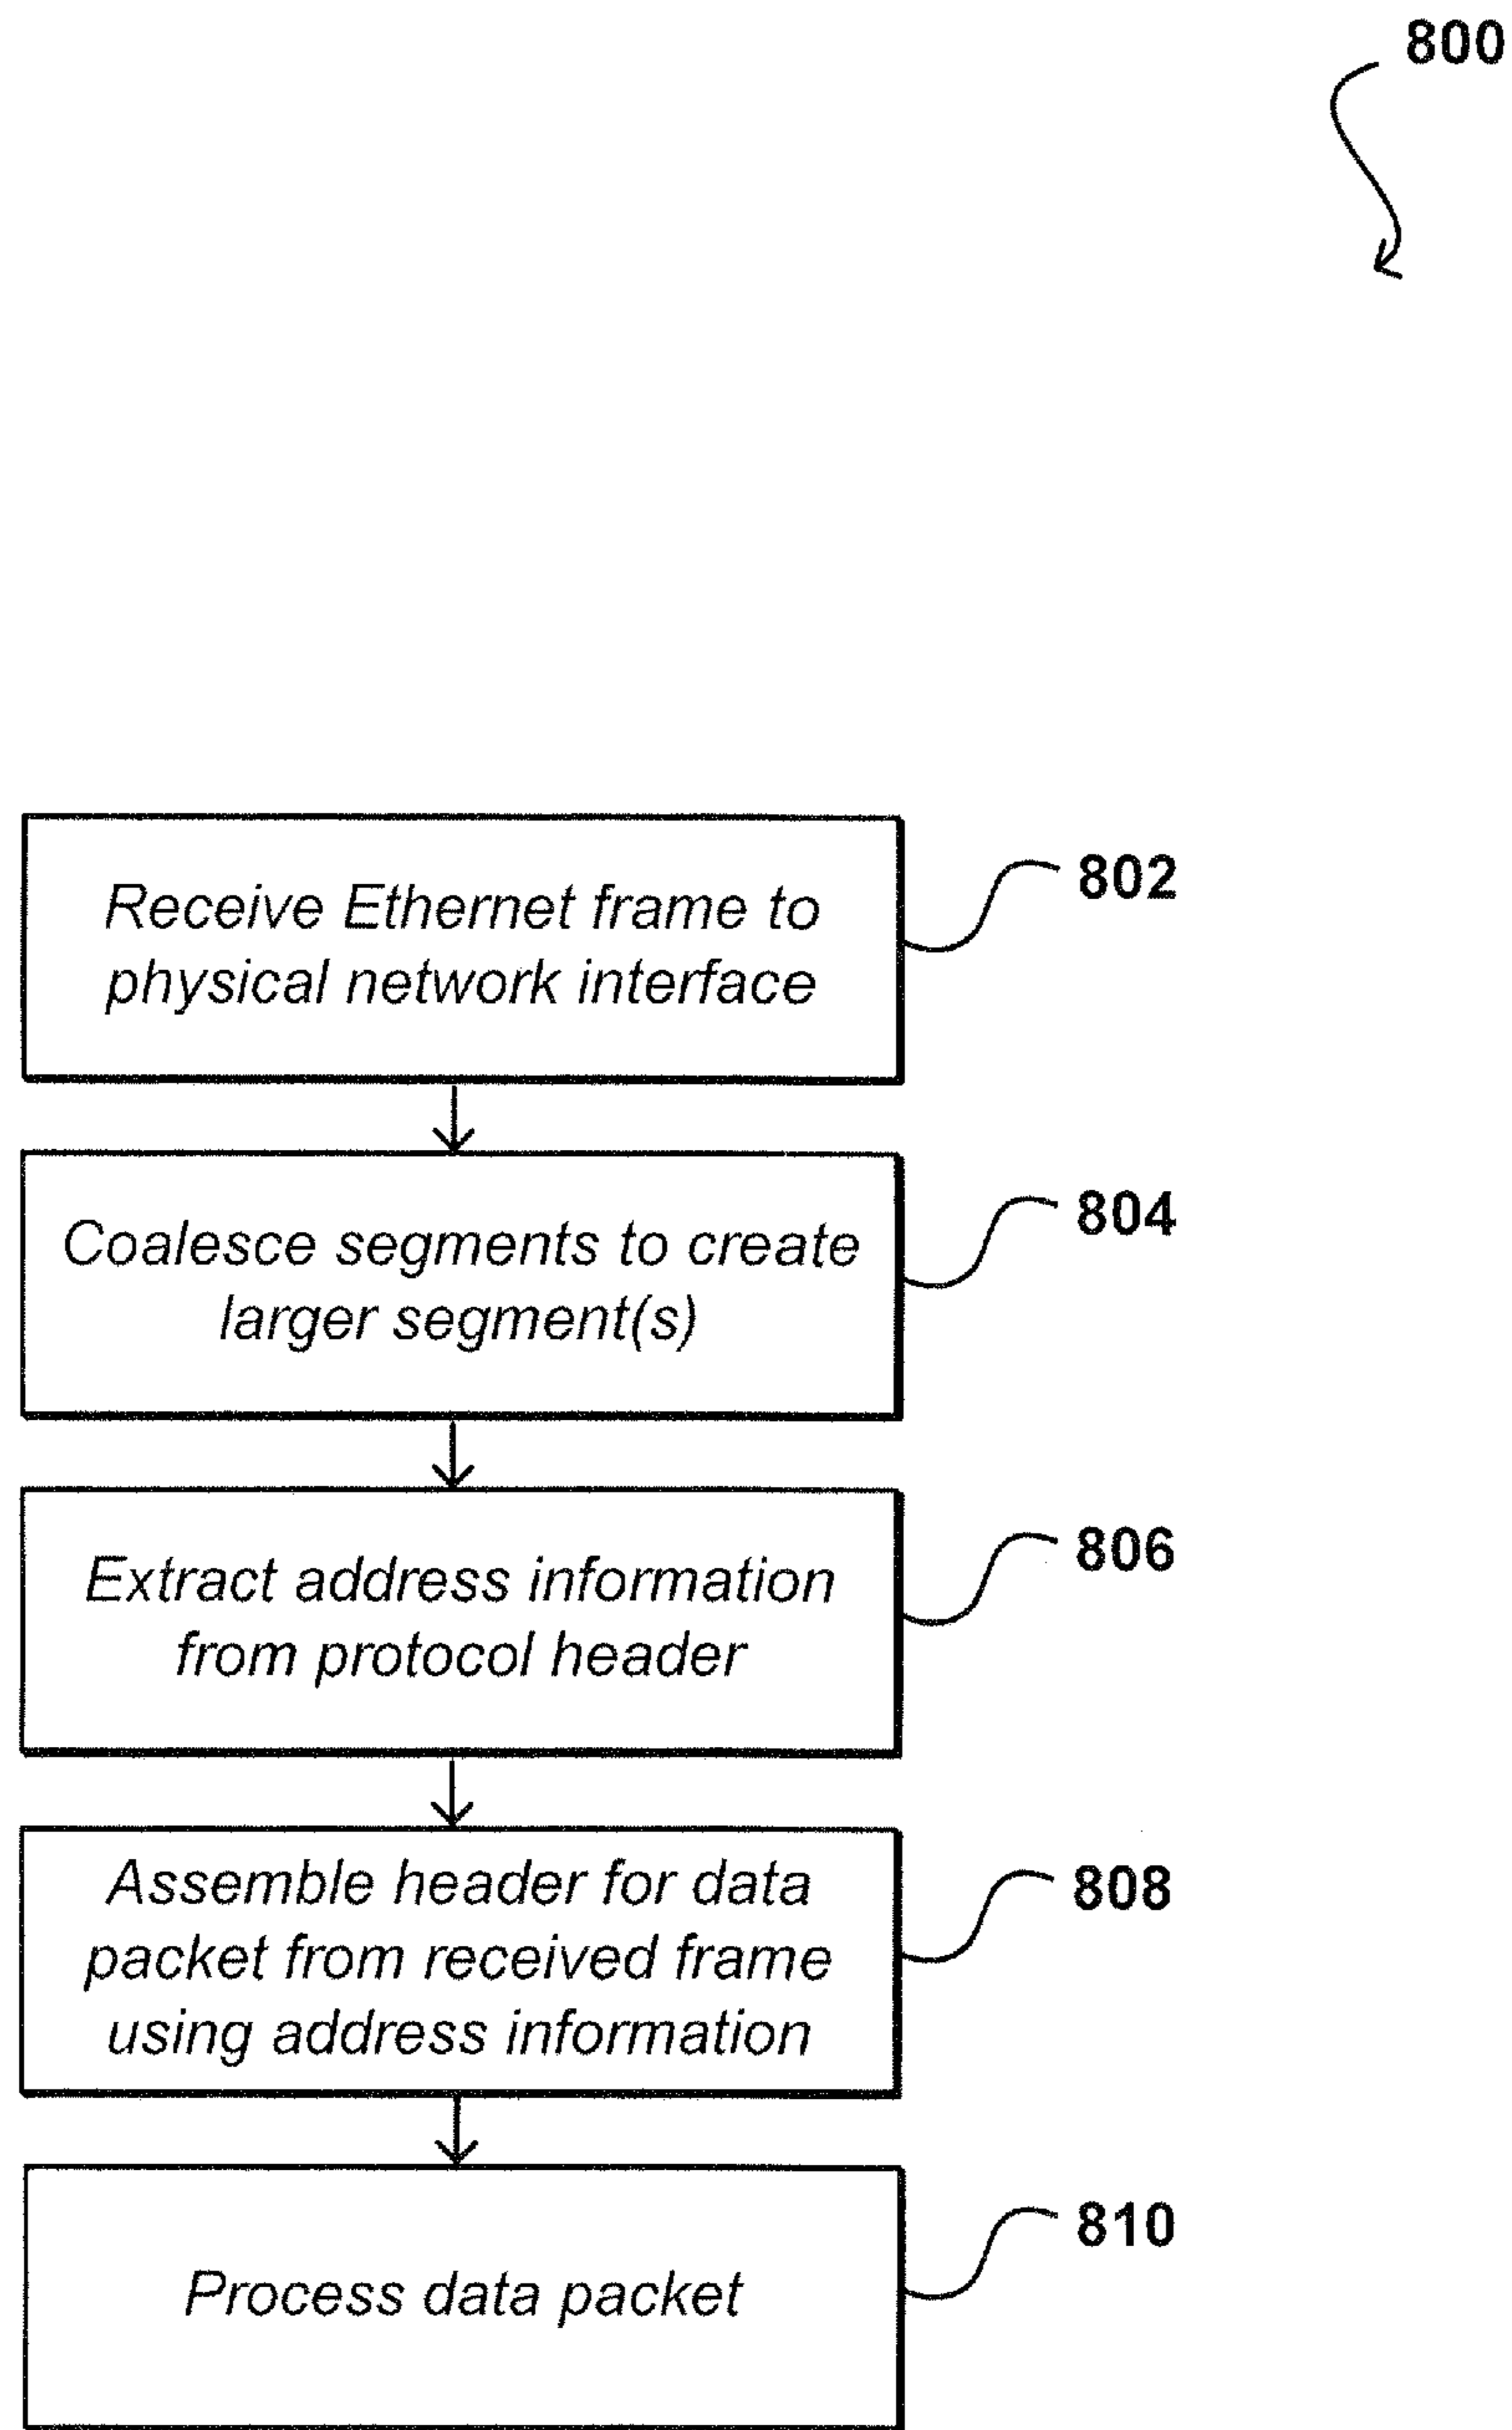 800
Receive Ethernet frame to
physical network interface
802
Coalesce segments to create
larger segment(s)
804
Extract address information
from protocol header
806
Assemble header for data
packet from received frame
using address information
808
Process data packet
810